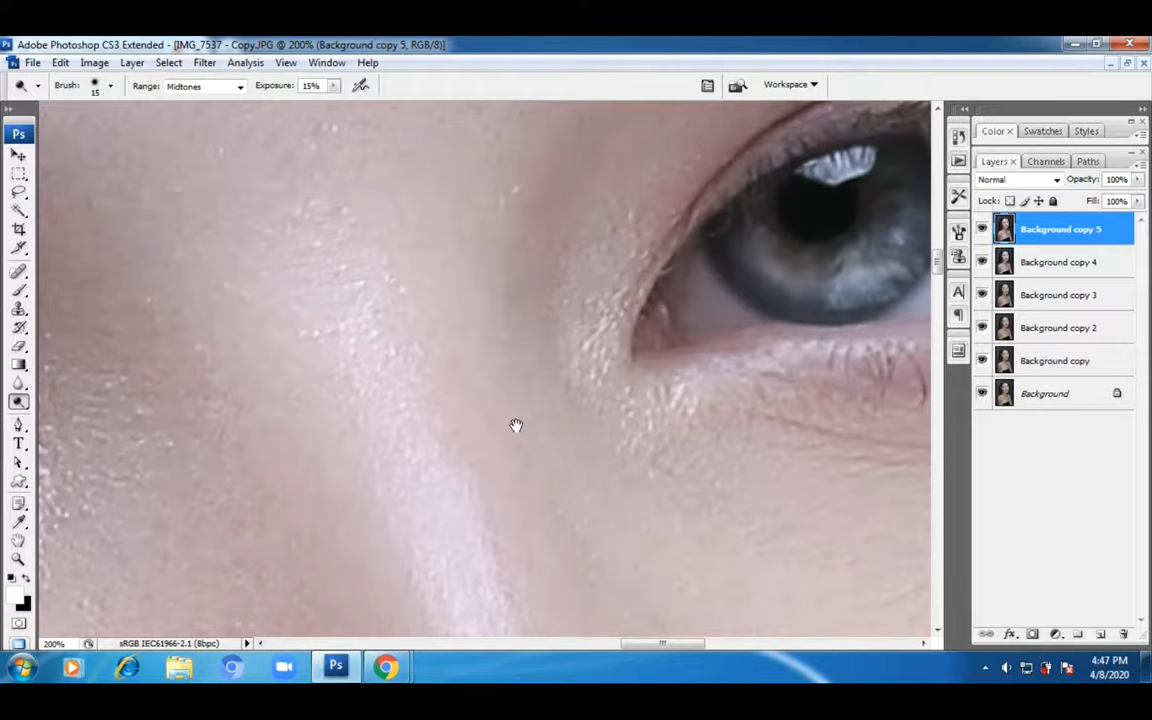 Ps Adobe Photoshop CS3 Extended - [IMG_7537 - Copy.JPG @ 200% (Background copy 5, RGB/8)]
File Edit Image Layer Select Filter Analysis View Window Help
Brush: 15 Range: Midtones Exposure: 15% Workspace
Ps
Color × Swatches Styles
Layers × Channels Paths
Normal Opacity: 100%
Lock: Fill: 100%
Background copy 5
Background copy 4
Background copy 3
Background copy 2
Background copy
Background
A
T
200% sRGB IEC61966-2.1 (8bpc)
Ps
4:47 PM
4/8/2020